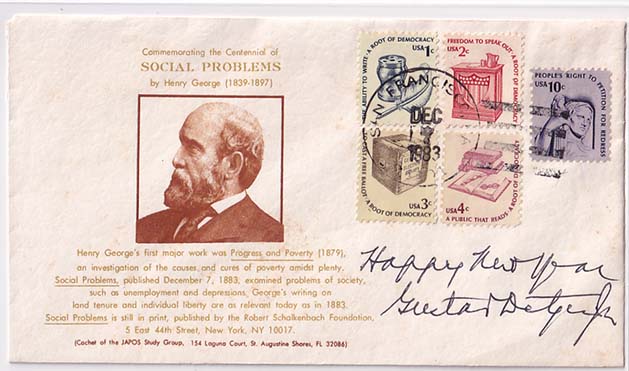 Commemorating the Centennial of
SOCIAL PROBLEMS
by Henry George (1839-1897)
Henry George's first major work was Progress and Poverty (1879),
an investigation of the causes and cures of poverty amidst plenty.
Social Problems, published December 7, 1883, examined problems of society,
such as unemployment and depressions. George's writing on
land tenure and individual liberty are as relevant today as in 1883.
Social Problems is still in print, published by the Robert Schalkenbach Foundation,
5 East 44th Street, New York, NY 10017.
(Cachet of the JAPOS Study Group, 154 Laguna Court, St. Augustine Shores, FL 32086)
ABILITY TO WRITE · A ROOT OF DEMOCRACY
USA 1c
FREEDOM TO SPEAK OUT · A ROOT OF DEMOCRACY
USA 2c
PEOPLE'S RIGHT TO PETITION FOR REDRESS
USA 10c
A FREE BALLOT · A ROOT OF DEMOCRACY
USA 3c
A PUBLIC THAT READS · A ROOT OF DEMOCRACY
USA 4c
SAN FRANCISC
DEC
1983
Happy New Year
Gustav